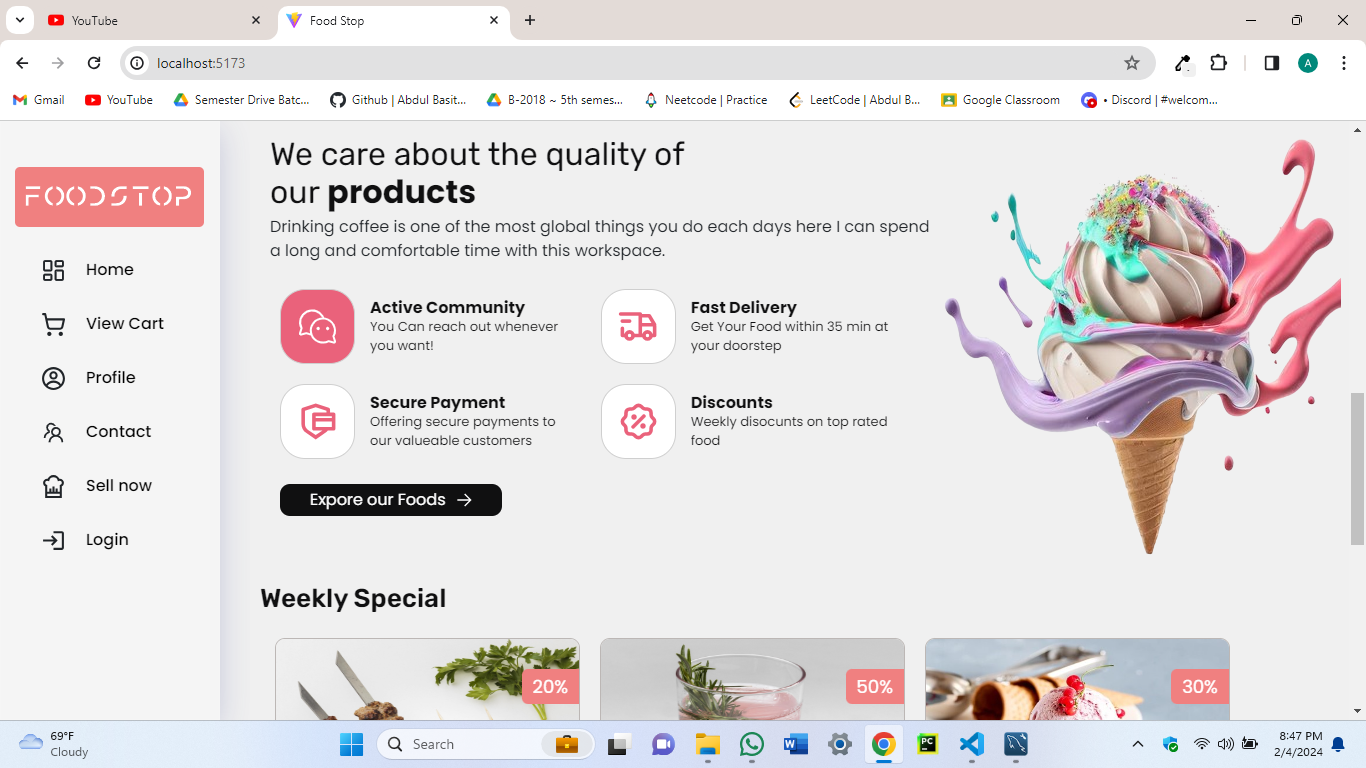 YouTube
Food Stop
localhost:5173
A
Gmail
YouTube
Semester Drive Batc...
Github | Abdul Basit...
B-2018 ~ 5th semes...
Neetcode | Practice
LeetCode | Abdul B...
Google Classroom
• Discord | #welcom...
FOODSTOP
Home
View Cart
Profile
Contact
Sell now
Login
We care about the quality of
our products
Drinking coffee is one of the most global things you do each days here I can spend
a long and comfortable time with this workspace.
Active Community
You Can reach out whenever
you want!
Fast Delivery
Get Your Food within 35 min at
your doorstep
Secure Payment
Offering secure payments to
our valueable customers
Discounts
Weekly disocunts on top rated
food
Expore our Foods
Weekly Special
20%
50%
30%
69°F
Cloudy
Search
W
PC
8:47 PM
2/4/2024